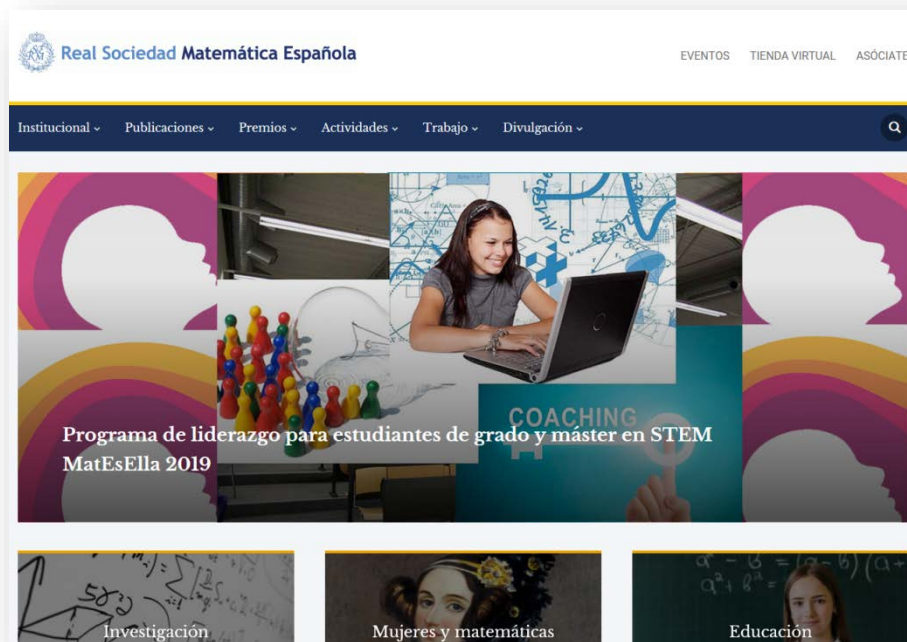 Real Sociedad Matemática Española
EVENTOS TIENDA VIRTUAL ASÓCIATE
Institucional Publicaciones Premios Actividades Trabajo Divulgación
COACHING
Programa de liderazgo para estudiantes de grado y máster en STEM
MatEsElla 2019
Investigación Mujeres y matemáticas Educación